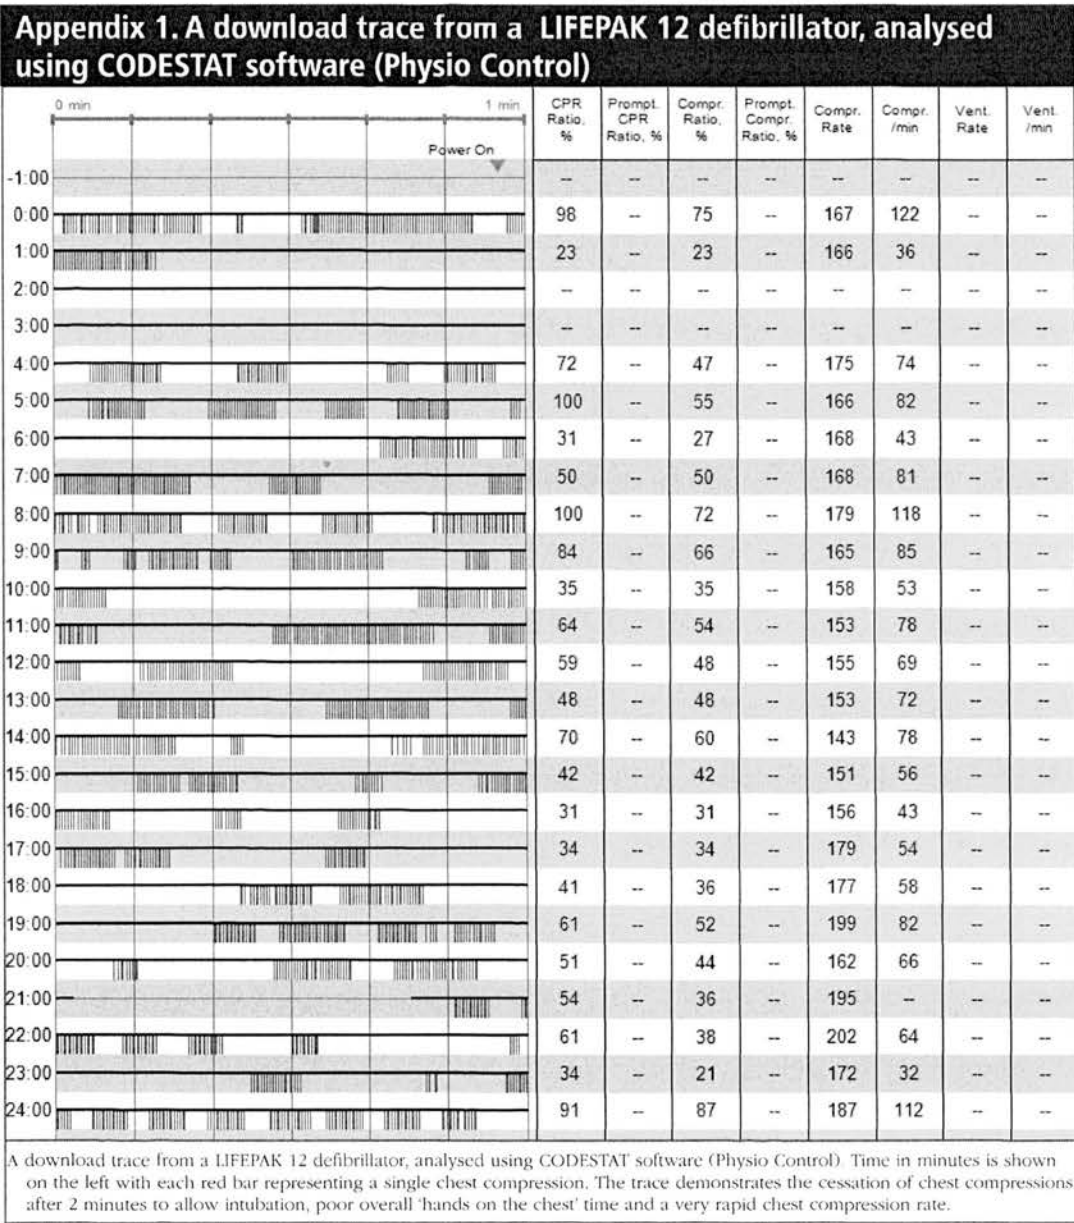 Appendix 1. A download trace from a LIFEPAK 12 defibrillator, analysed
using CODESTAT software (Physio Control)
0 min 1 min CPR Ratio, % Prompt. CPR Ratio, % Compr. Ratio, % Prompt. Compr. Ratio, % Compr. Rate Compr. /min Vent. Rate Vent. /min
Power On
-1:00 -- -- -- -- -- -- -- --
0:00 98 -- 75 -- 167 122 -- --
1:00 23 -- 23 -- 166 36 -- --
2:00 -- -- -- -- -- -- -- --
3:00 -- -- -- -- -- -- -- --
4:00 72 -- 47 -- 175 74 -- --
5:00 100 -- 55 -- 166 82 -- --
6:00 31 -- 27 -- 168 43 -- --
7:00 50 -- 50 -- 168 81 -- --
8:00 100 -- 72 -- 179 118 -- --
9:00 84 -- 66 -- 165 85 -- --
10:00 35 -- 35 -- 158 53 -- --
11:00 64 -- 54 -- 153 78 -- --
12:00 59 -- 48 -- 155 69 -- --
13:00 48 -- 48 -- 153 72 -- --
14:00 70 -- 60 -- 143 78 -- --
15:00 42 -- 42 -- 151 56 -- --
16:00 31 -- 31 -- 156 43 -- --
17:00 34 -- 34 -- 179 54 -- --
18:00 41 -- 36 -- 177 58 -- --
19:00 61 -- 52 -- 199 82 -- --
20:00 51 -- 44 -- 162 66 -- --
21:00 54 -- 36 -- 195 -- -- --
22:00 61 -- 38 -- 202 64 -- --
23:00 34 -- 21 -- 172 32 -- --
24:00 91 -- 87 -- 187 112 -- --
A download trace from a LIFEPAK 12 defibrillator, analysed using CODESTAT software (Physio Control). Time in minutes is shown
on the left with each red bar representing a single chest compression. The trace demonstrates the cessation of chest compressions
after 2 minutes to allow intubation, poor overall 'hands on the chest' time and a very rapid chest compression rate.